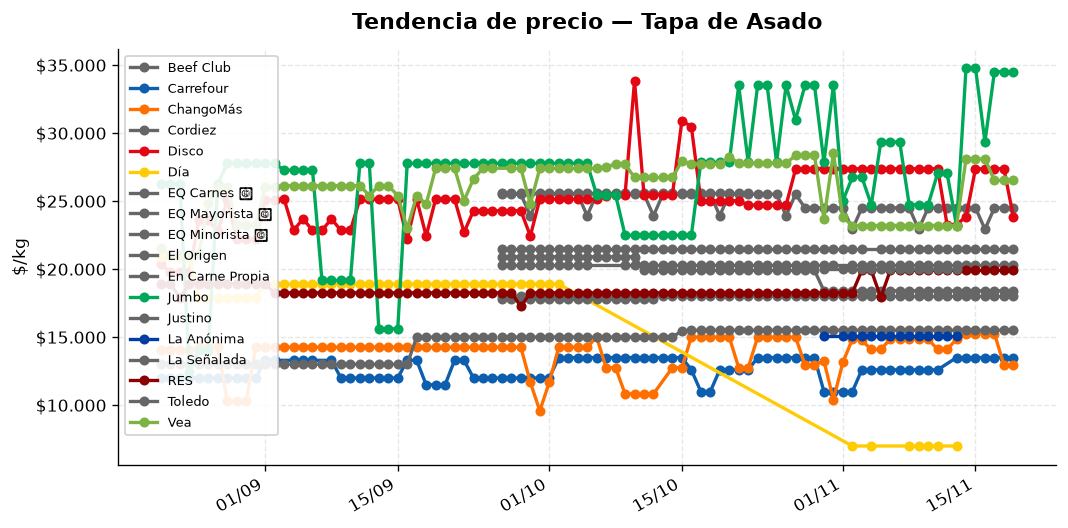 Tendencia de precio — Tapa de Asado
$/kg
$35.000
$30.000
$25.000
$20.000
$15.000
$10.000
Beef Club
Carrefour
ChangoMás
Cordiez
Disco
Día
EQ Carnes
EQ Mayorista
EQ Minorista
El Origen
En Carne Propia
Jumbo
Justino
La Anónima
La Señalada
RES
Toledo
Vea
01/09
15/09
01/10
15/10
01/11
15/11